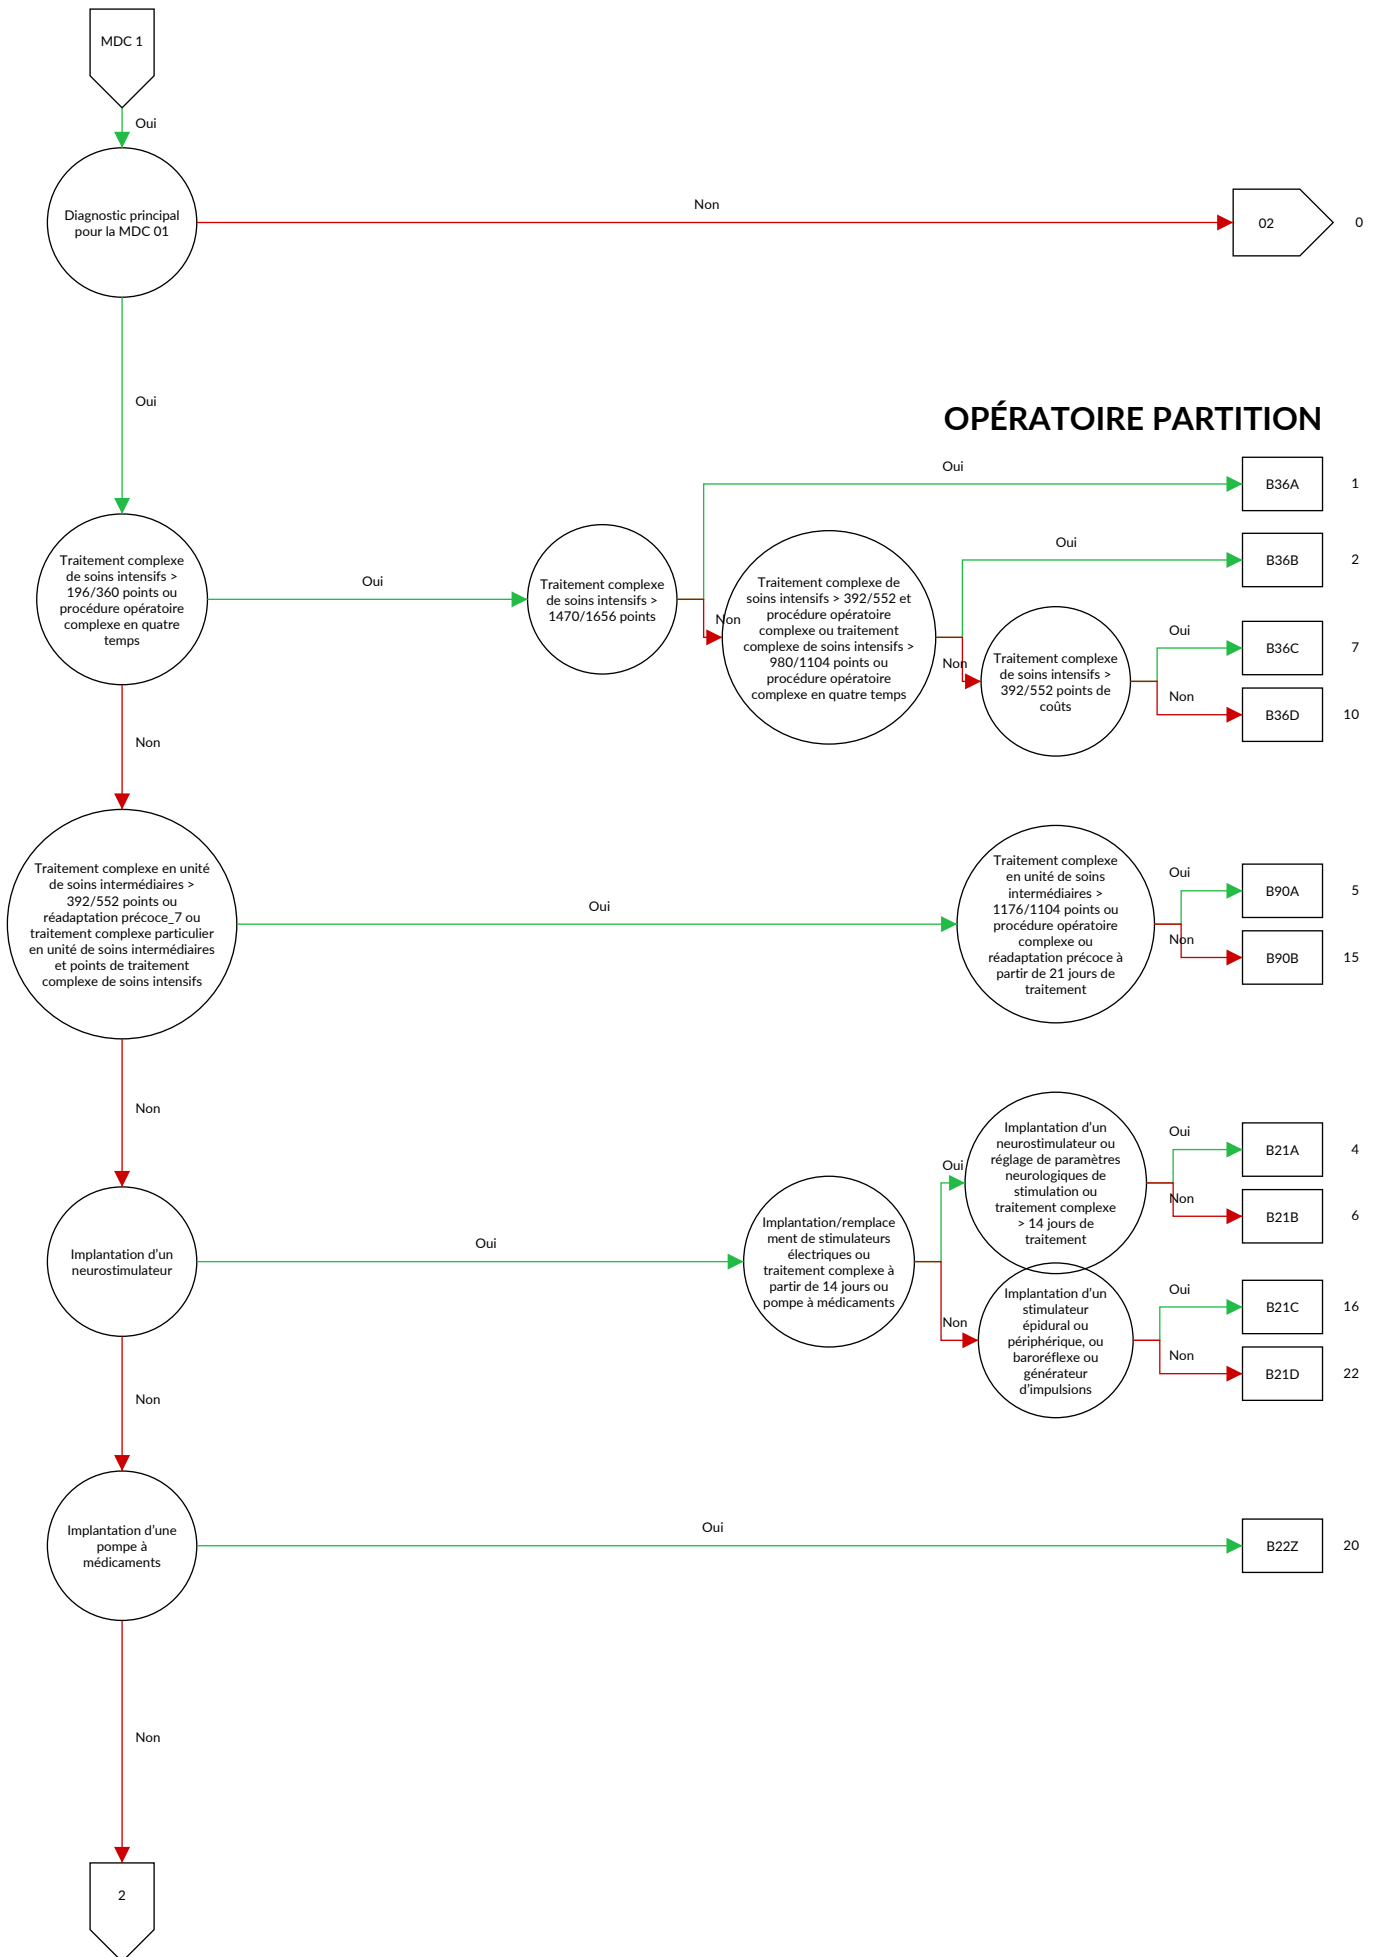 MDC 1
Oui
Diagnostic principal
pour la MDC 01
Non
02
0
Oui
OPÉRATOIRE PARTITION
Traitement complexe
de soins intensifs >
196/360 points ou
procédure opératoire
complexe en quatre
temps
Oui
Traitement complexe
de soins intensifs >
1470/1656 points
Oui
B36A
1
Non
Traitement complexe de
soins intensifs > 392/552 et
procédure opératoire
complexe ou traitement
complexe de soins intensifs >
980/1104 points ou
procédure opératoire
complexe en quatre temps
Oui
B36B
2
Non
Traitement complexe
de soins intensifs >
392/552 points de
coûts
Oui
B36C
7
Non
B36D
10
Non
Traitement complexe en unité
de soins intermédiaires >
392/552 points ou
réadaptation précoce_7 ou
traitement complexe particulier
en unité de soins intermédiaires
et points de traitement
complexe de soins intensifs
Oui
Traitement complexe
en unité de soins
intermédiaires >
1176/1104 points ou
procédure opératoire
complexe ou
réadaptation précoce à
partir de 21 jours de
traitement
Oui
B90A
5
Non
B90B
15
Non
Implantation d'un
neurostimulateur
Oui
Implantation/remplace
ment de stimulateurs
électriques ou
traitement complexe à
partir de 14 jours ou
pompe à médicaments
Oui
Implantation d'un
neurostimulateur ou
réglage de paramètres
neurologiques de
stimulation ou
traitement complexe
> 14 jours de
traitement
Oui
B21A
4
Non
B21B
6
Non
Implantation d'un
stimulateur
épidural ou
périphérique, ou
baroréflexe ou
générateur
d'impulsions
Oui
B21C
16
Non
B21D
22
Non
Implantation d'une
pompe à
médicaments
Oui
B22Z
20
Non
2